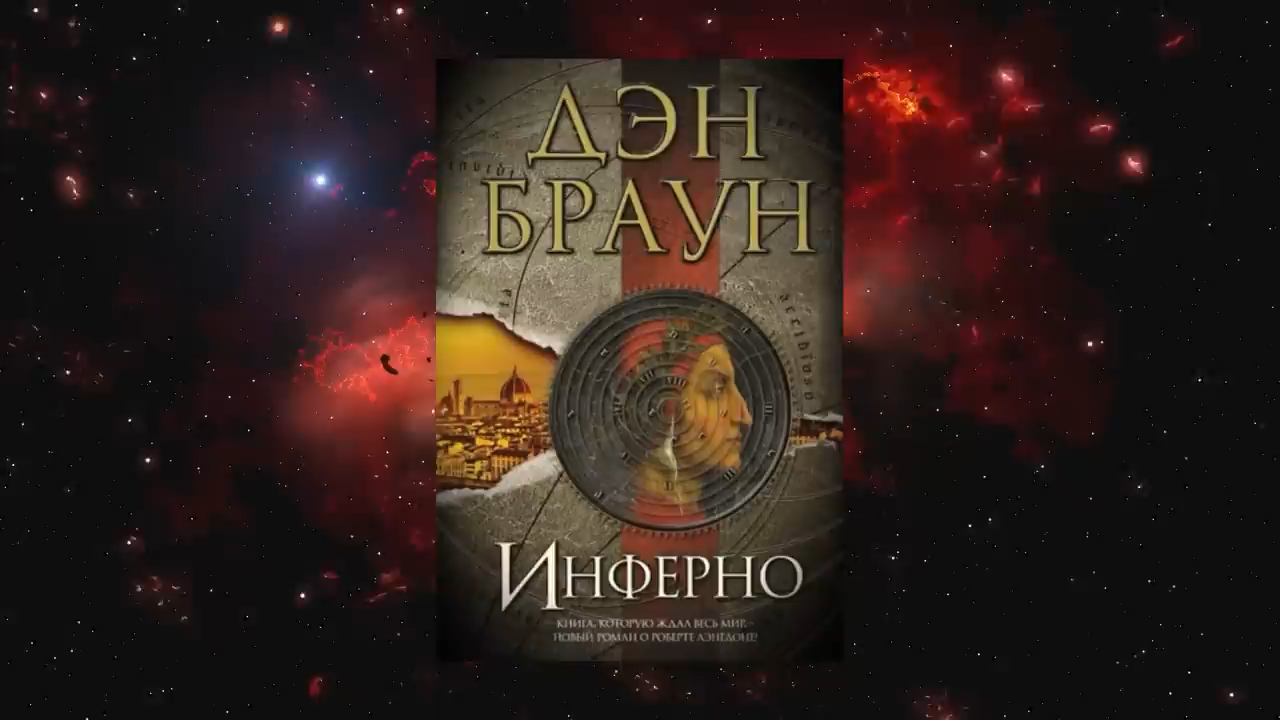 ДЭН
БРАУН
ИНФЕРНО
КНИГА, КОТОРУЮ ЖДАЛ ВЕСЬ МИР, –
НОВЫЙ РОМАН О РОБЕРТЕ ЛЭНГДОНЕ!